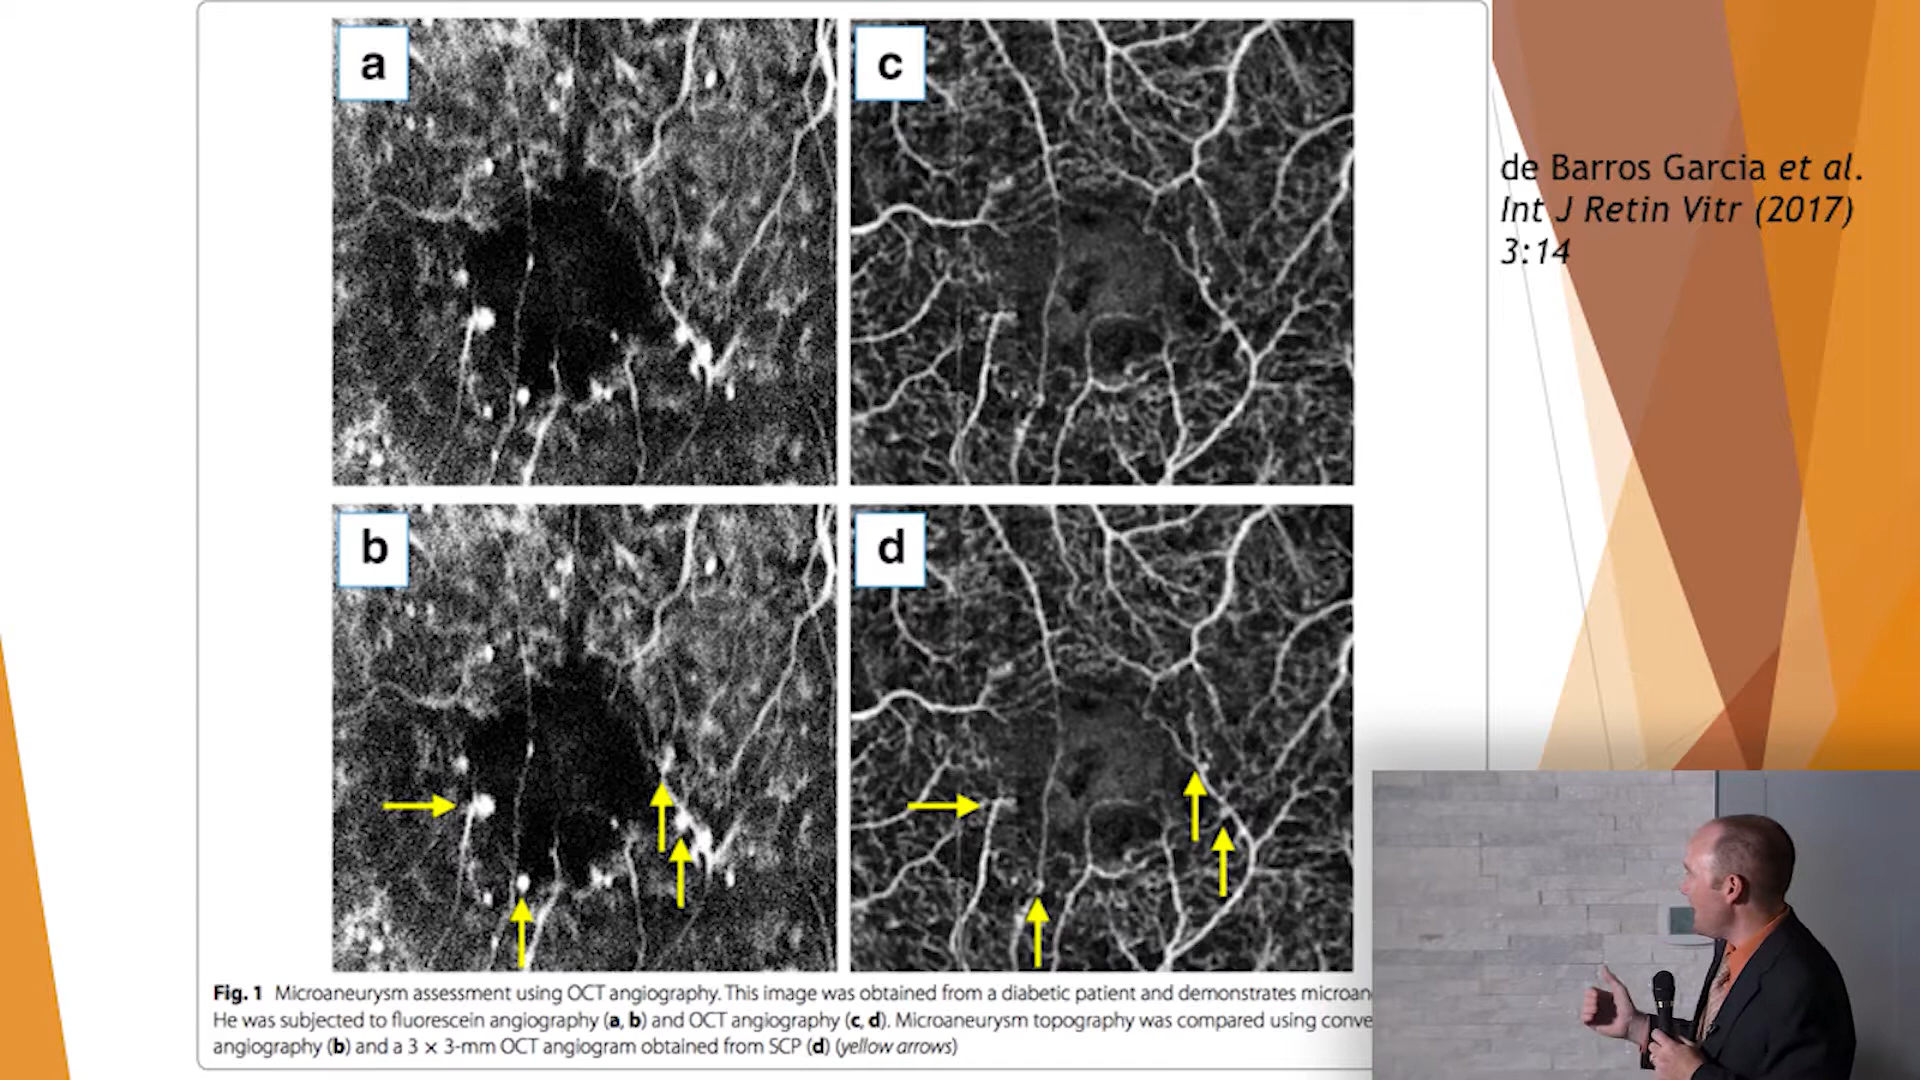 a
c
b
d
de Barros Garcia et al.
Int J Retin Vitr (2017)
3:14
Fig. 1 Microaneurysm assessment using OCT angiography. This image was obtained from a diabetic patient and demonstrates microan
He was subjected to fluorescein angiography (a, b) and OCT angiography (c, d). Microaneurysm topography was compared using conve
angiography (b) and a 3 × 3-mm OCT angiogram obtained from SCP (d) (yellow arrows)